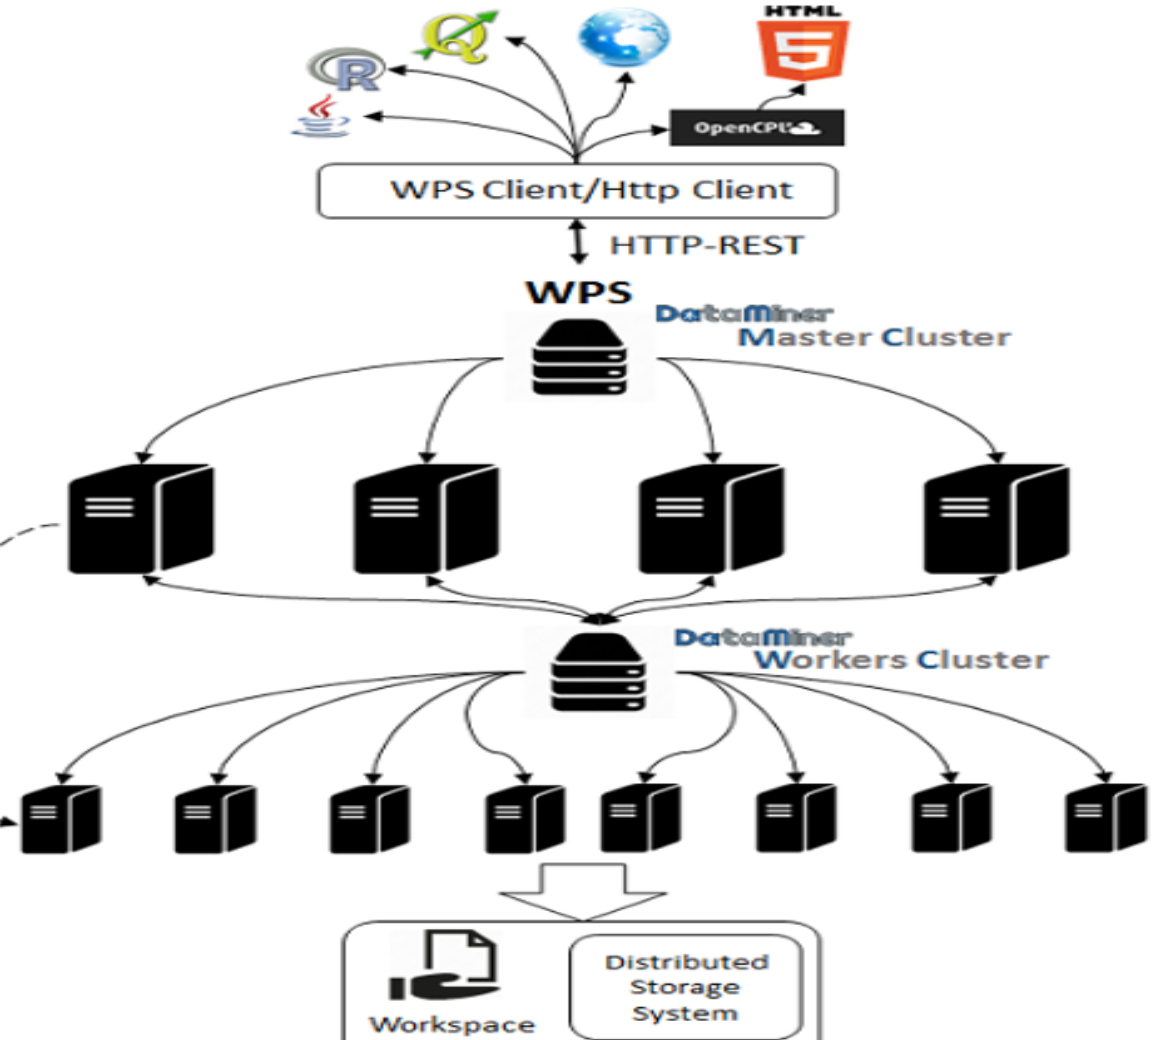 HTML
5
Q
R
OpenCPU
WPS Client/Http Client
HTTP-REST
WPS
DataMiner
Master Cluster
DataMiner
Workers Cluster
Distributed
Storage
System
Workspace